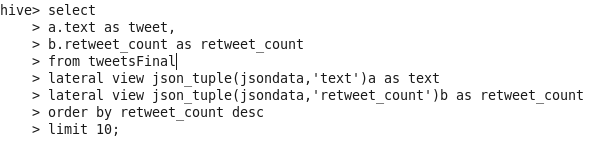 hive> select
    > a.text as tweet,
    > b.retweet_count as retweet_count
    > from tweetsFinal
    > lateral view json_tuple(jsondata,'text')a as text
    > lateral view json_tuple(jsondata,'retweet_count')b as retweet_count
    > order by retweet_count desc
    > limit 10;